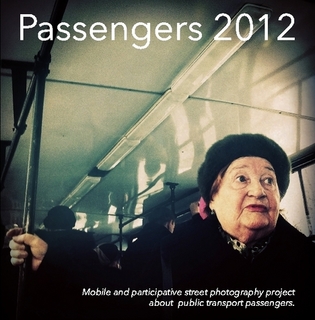 Passengers 2012
Mobile and participative street photography project
about public transport passengers.